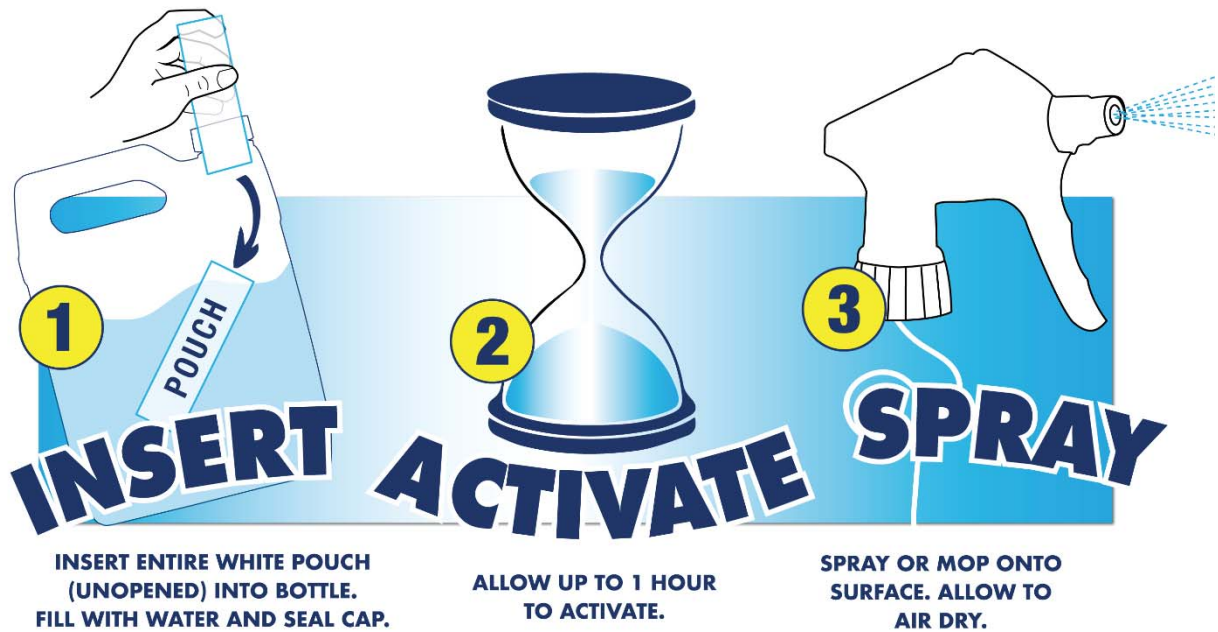 1
POUCH
INSERT
INSERT ENTIRE WHITE POUCH
(UNOPENED) INTO BOTTLE.
FILL WITH WATER AND SEAL CAP.
2
ACTIVATE
ALLOW UP TO 1 HOUR
TO ACTIVATE.
3
SPRAY
SPRAY OR MOP ONTO
SURFACE. ALLOW TO
AIR DRY.